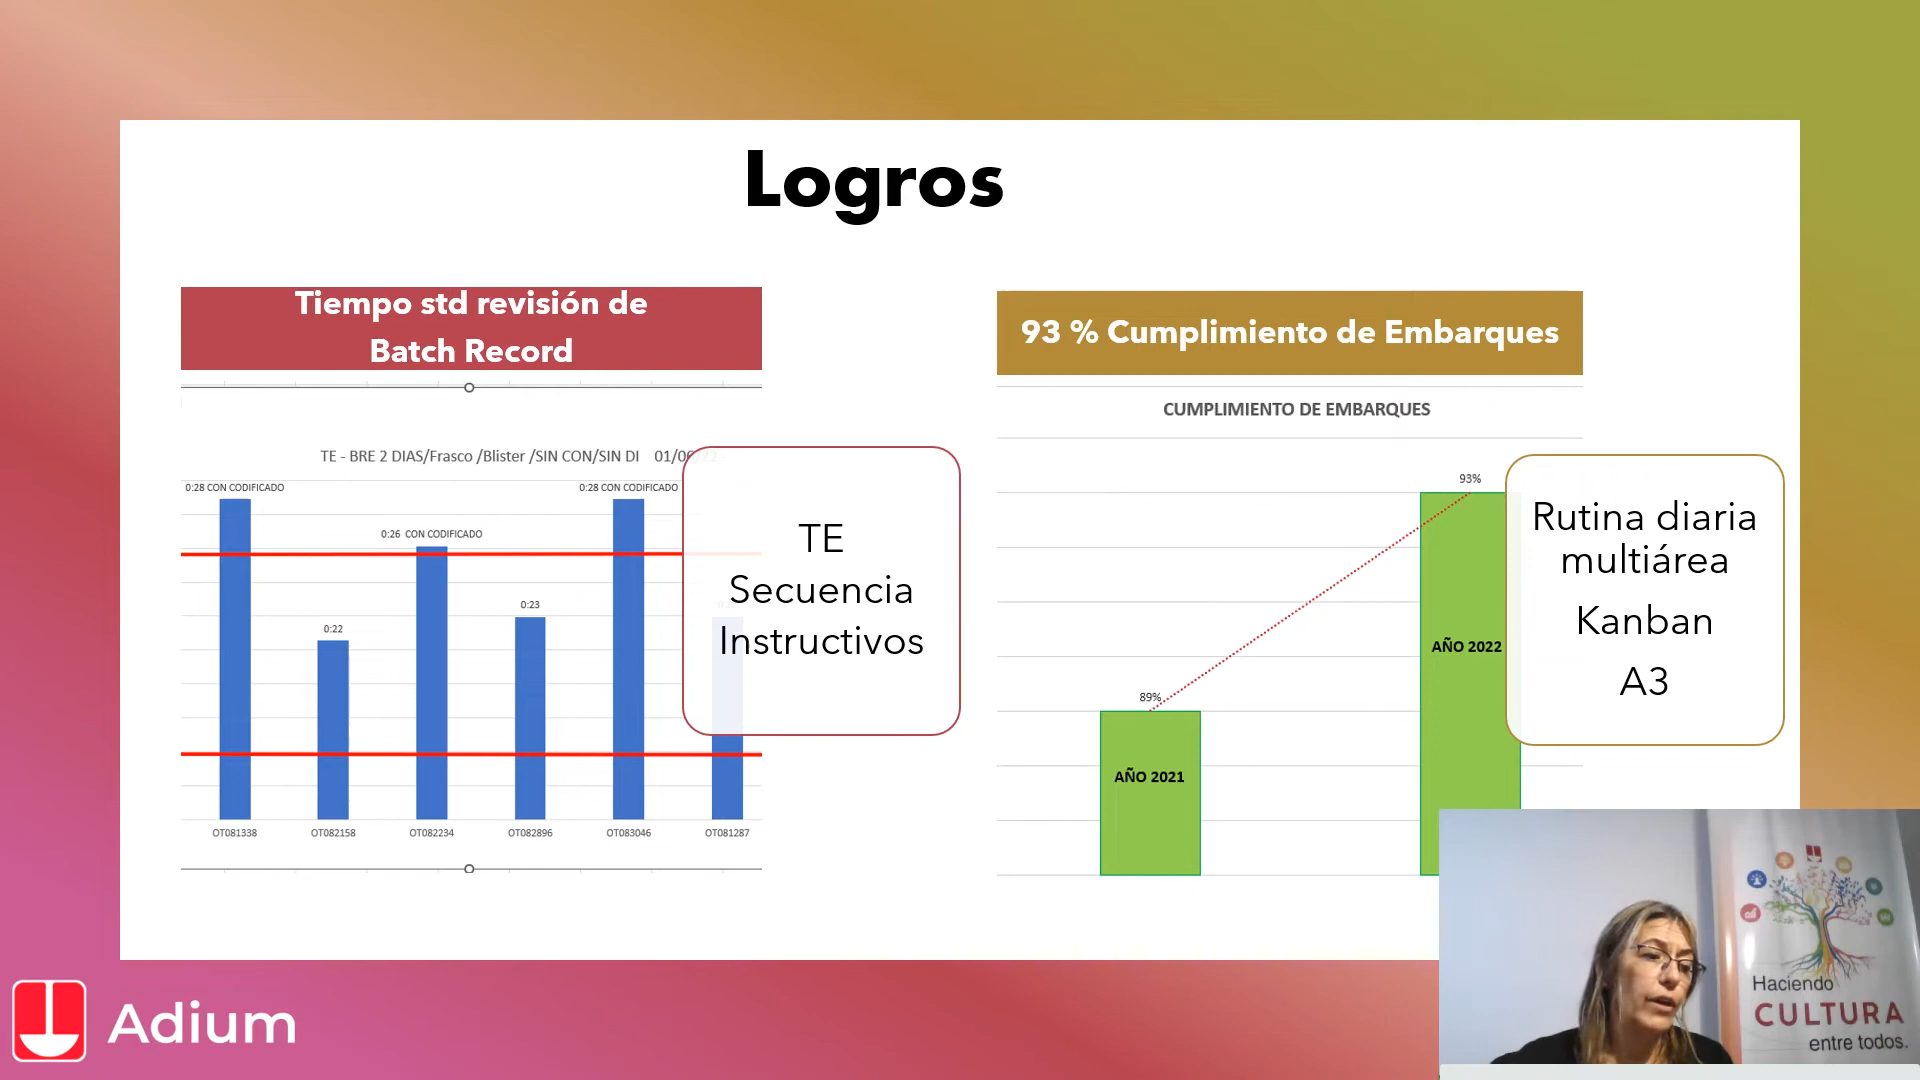 Logros
Tiempo std revisión de
Batch Record
TE - BRE 2 DIAS/Frasco /Blister /SIN CON/SIN DI 01/06/22
0:28 CON CODIFICADO
0:22
0:26 CON CODIFICADO
0:23
0:28 CON CODIFICADO
OT081338
OT082158
OT082234
OT082896
OT083046
OT081287
TE
Secuencia
Instructivos
93 % Cumplimiento de Embarques
CUMPLIMIENTO DE EMBARQUES
89%
AÑO 2021
93%
AÑO 2022
Rutina diaria
multiárea
Kanban
A3
Adium
Haciendo
CULTURA
entre todos.